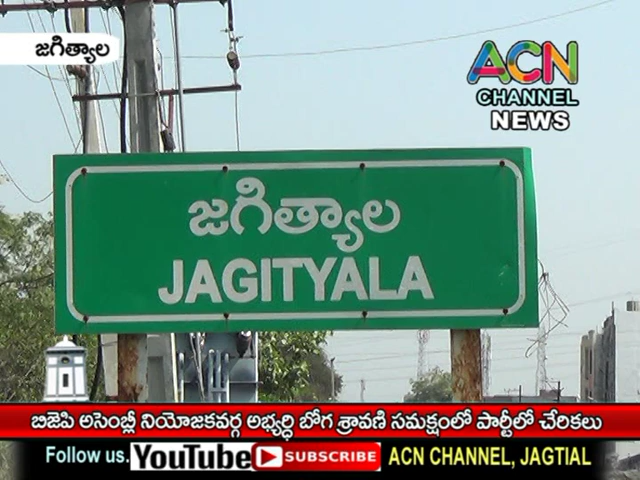 జగిత్యాల
ACN
CHANNEL
NEWS
జగిత్యాల
JAGITYALA
బిజెపి అసెంబ్లీ నియోజకవర్గ అభ్యర్ధి బోగ శ్రావణి సమక్షంలో పార్టీలో చేరికలు
Follow us. YouTube SUBSCRIBE ACN CHANNEL, JAGTIAL